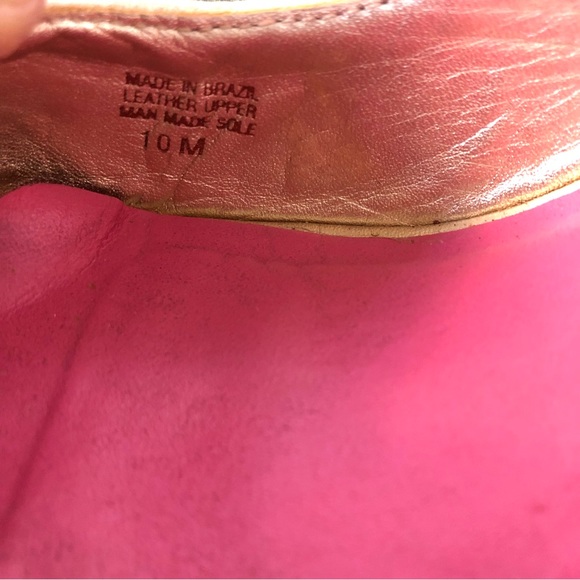 MADE IN BRAZIL
LEATHER UPPER
MAN MADE SOLE
10 M